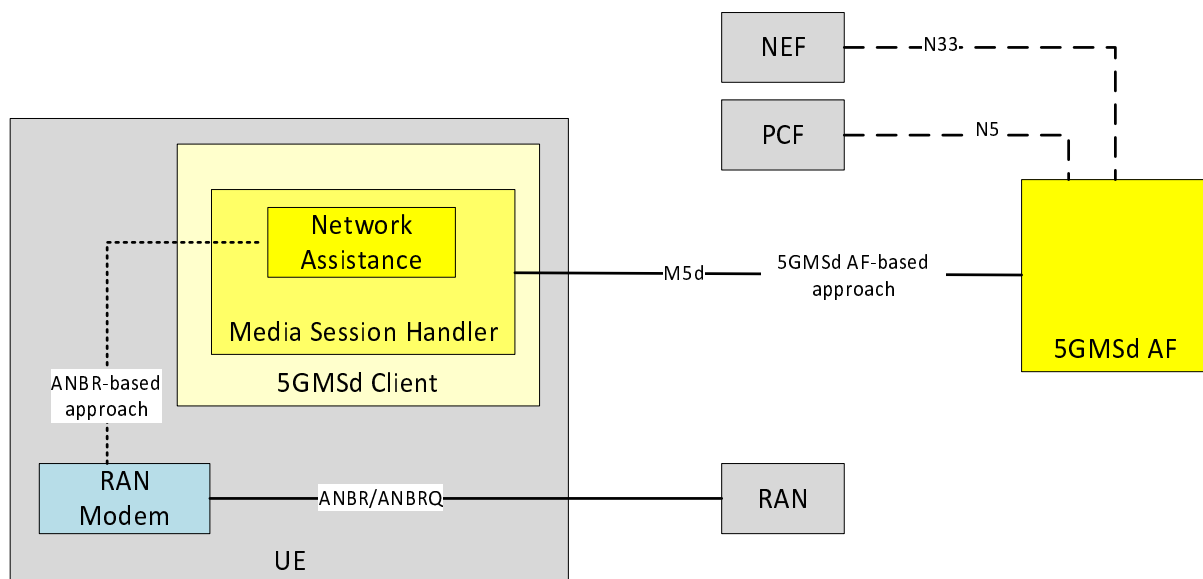 NEF
N33
PCF
N5
Network
Assistance
Media Session Handler
5GMSd Client
M5d
5GMSd AF-based
approach
5GMSd AF
ANBR-based
approach
RAN
Modem
ANBR/ANBRQ
RAN
UE